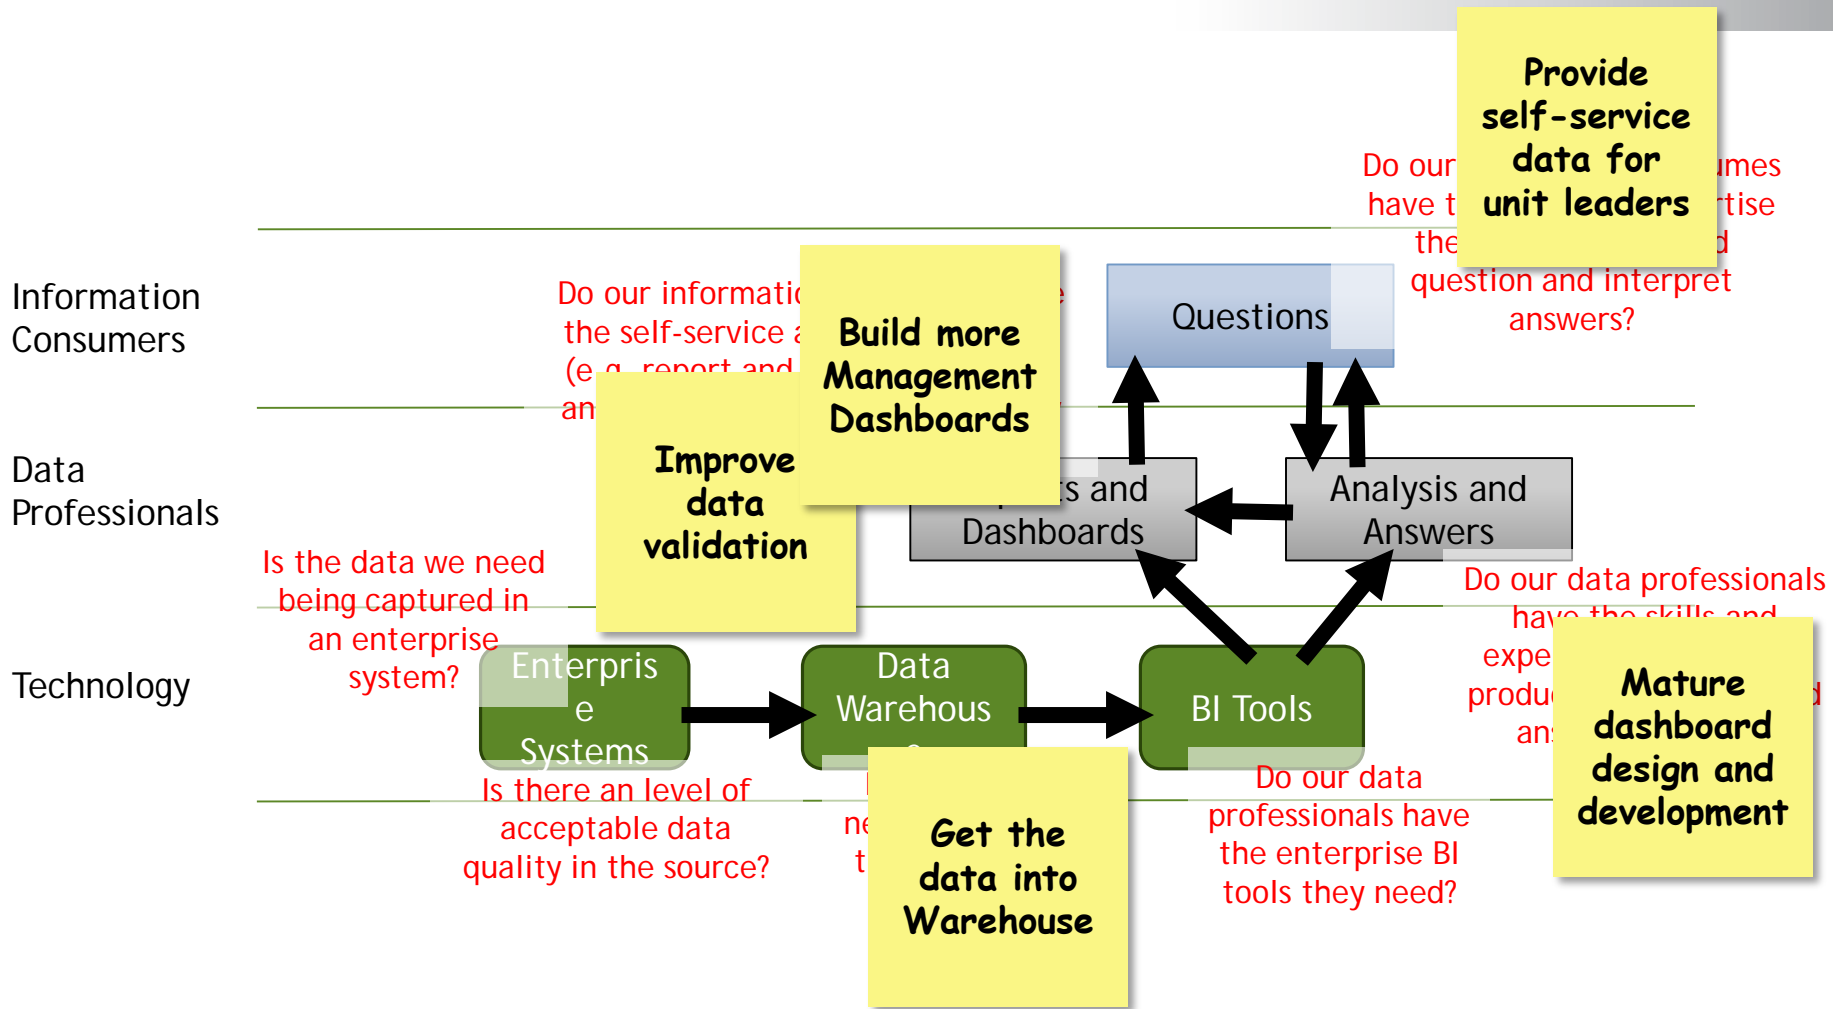 Provide
self-service
data for
unit leaders
Do our
have
question and interpret
answers?
Information
Consumers
Do our
the self-service
Build more
Management
Dashboards
Questions
Data
Professionals
Improve
data
validation
and
Dashboards
Analysis and
Answers
Is the data we need
being captured in
an enterprise
system?
Do our data professionals
have the skills and
Technology
Enterpris
e
Systems
Data
Warehous
BI Tools
Mature
dashboard
design and
development
Is there an level of
acceptable data
quality in the source?
Get the
data into
Warehouse
Do our data
professionals have
the enterprise BI
tools they need?